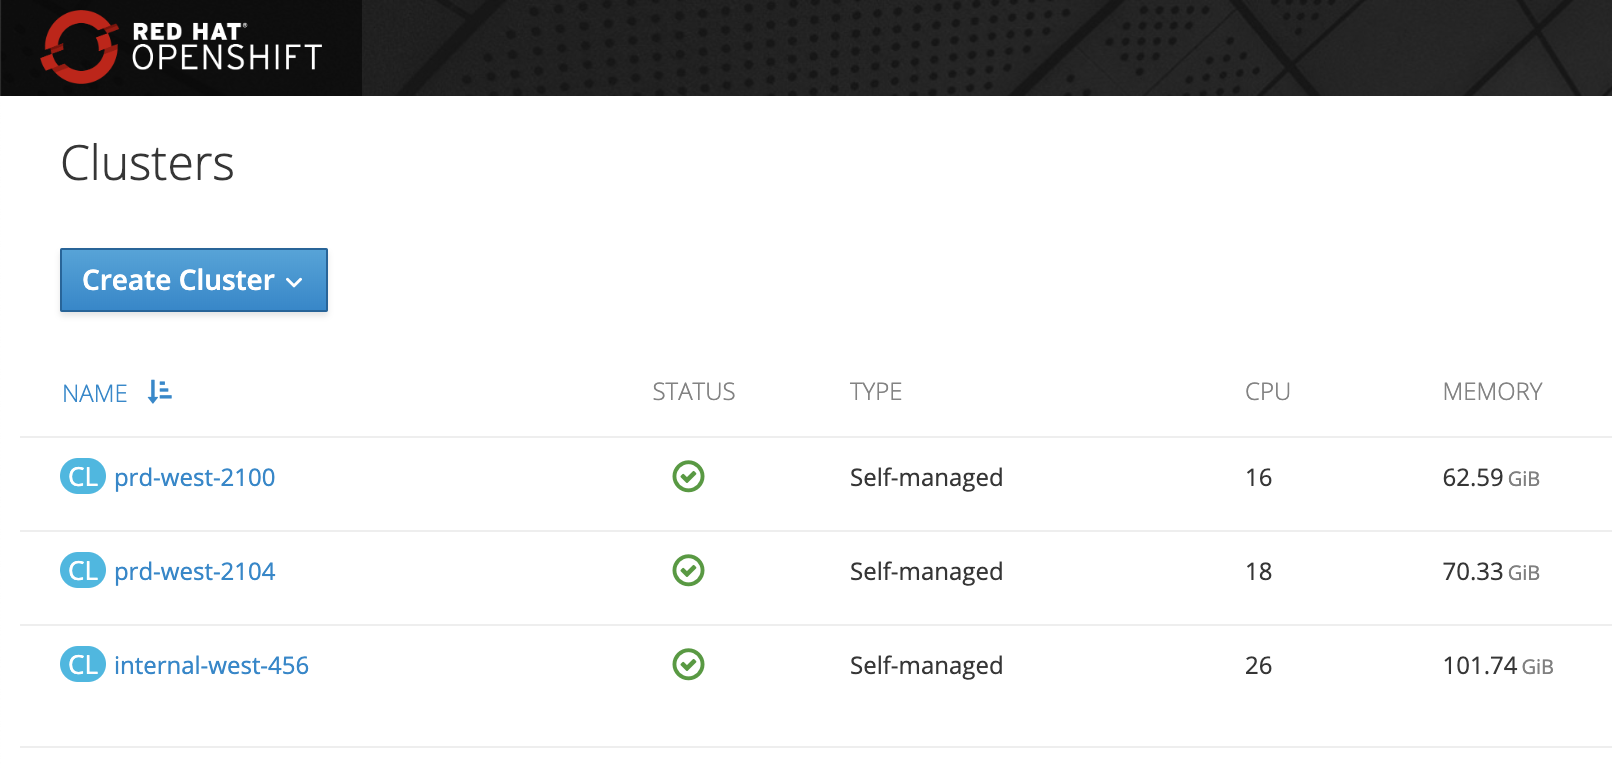 RED HAT®
OPENSHIFT
Clusters
Create Cluster
NAME STATUS TYPE CPU MEMORY
CL prd-west-2100 Self-managed 16 62.59 GiB
CL prd-west-2104 Self-managed 18 70.33 GiB
CL internal-west-456 Self-managed 26 101.74 GiB